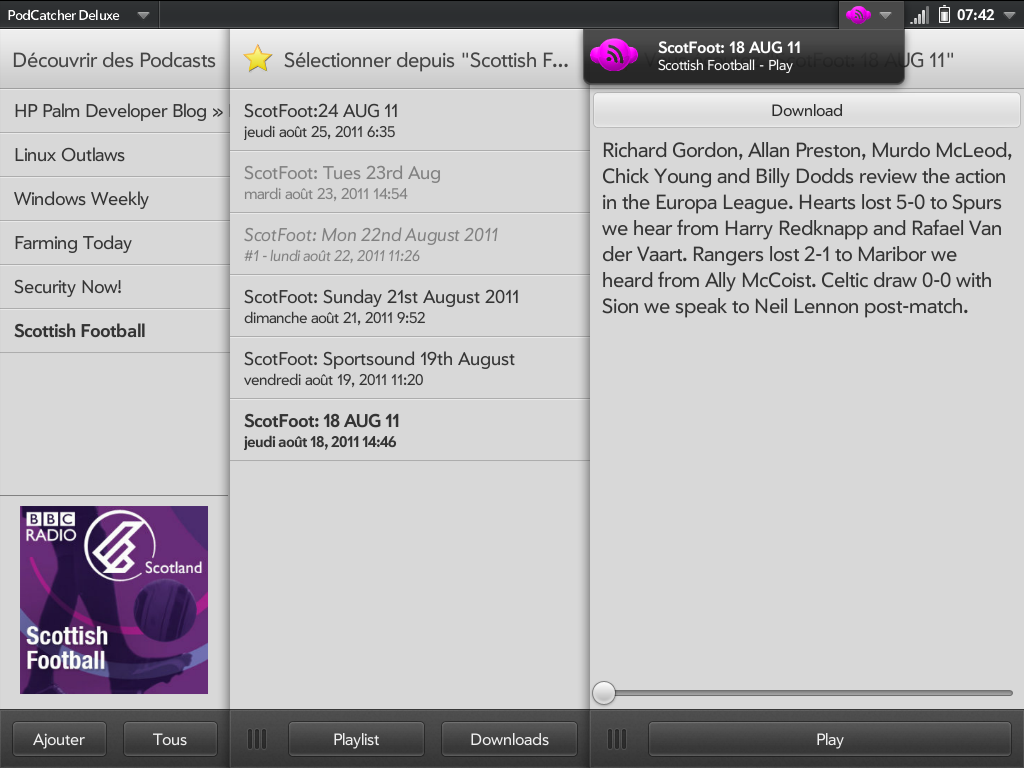 PodCatcher Deluxe
07:42
ScotFoot: 18 AUG 11
Scottish Football - Play
Découvrir des Podcasts
HP Palm Developer Blog »
Linux Outlaws
Windows Weekly
Farming Today
Security Now!
Scottish Football
BBC
RADIO
Scotland
Scottish
Football
Ajouter
Tous
Sélectionner depuis "Scottish F...
ScotFoot:24 AUG 11
jeudi août 25, 2011 6:35
ScotFoot: Tues 23rd Aug
mardi août 23, 2011 14:54
ScotFoot: Mon 22nd August 2011
#1 - lundi août 22, 2011 11:26
ScotFoot: Sunday 21st August 2011
dimanche août 21, 2011 9:52
ScotFoot: Sportsound 19th August
vendredi août 19, 2011 11:20
ScotFoot: 18 AUG 11
jeudi août 18, 2011 14:46
Playlist
Downloads
18 AUG 11"
Download
Richard Gordon, Allan Preston, Murdo McLeod,
Chick Young and Billy Dodds review the action
in the Europa League. Hearts lost 5-0 to Spurs
we hear from Harry Redknapp and Rafael Van
der Vaart. Rangers lost 2-1 to Maribor we
heard from Ally McCoist. Celtic draw 0-0 with
Sion we speak to Neil Lennon post-match.
Play